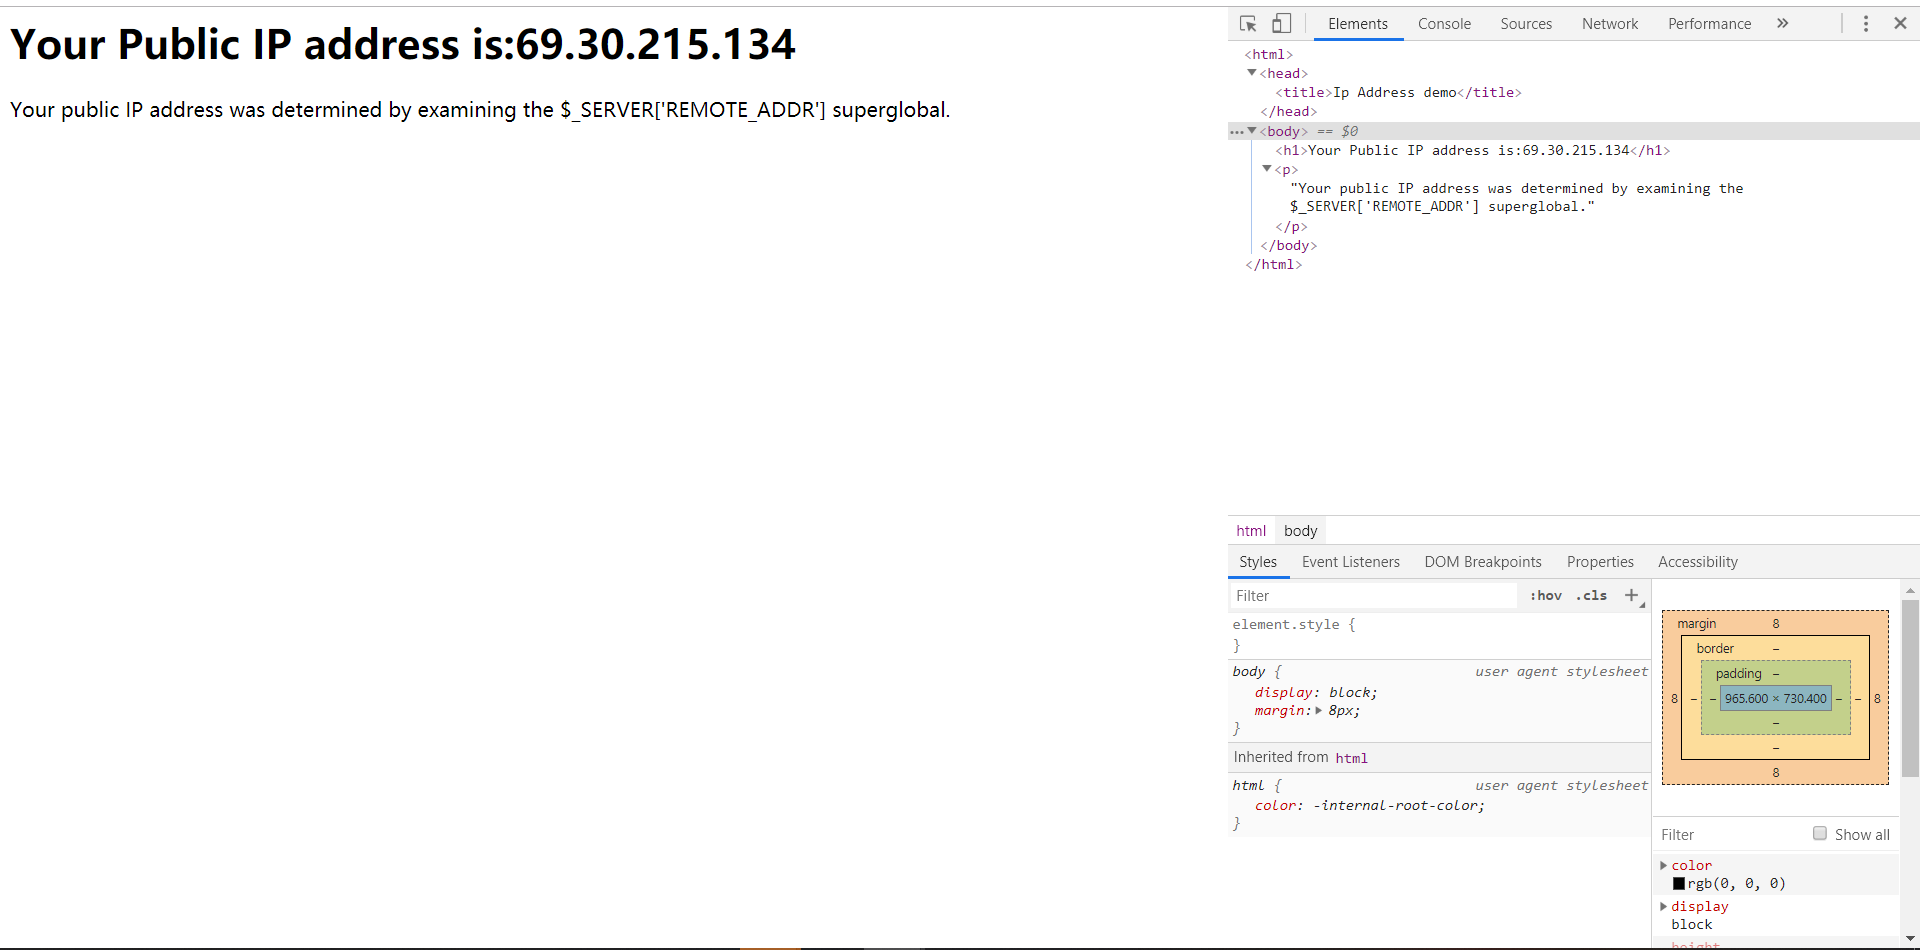 Your Public IP address is:69.30.215.134
Your public IP address was determined by examining the $_SERVER['REMOTE_ADDR'] superglobal.
Elements Console Sources Network Performance »
<html>
<head>
<title>Ip Address demo</title>
</head>
<body> == $0
<h1>Your Public IP address is:69.30.215.134</h1>
<p>
"Your public IP address was determined by examining the
$_SERVER['REMOTE_ADDR'] superglobal."
</p>
</body>
</html>
html body
Styles Event Listeners DOM Breakpoints Properties Accessibility
Filter :hov .cls +
element.style {
}
body { user agent stylesheet
display: block;
margin: 8px;
}
Inherited from html
html { user agent stylesheet
color: -internal-root-color;
}
margin 8
border –
padding –
8 – – 965.600 × 730.400 – – 8
–
–
8
Filter Show all
color
rgb(0, 0, 0)
display
block
height